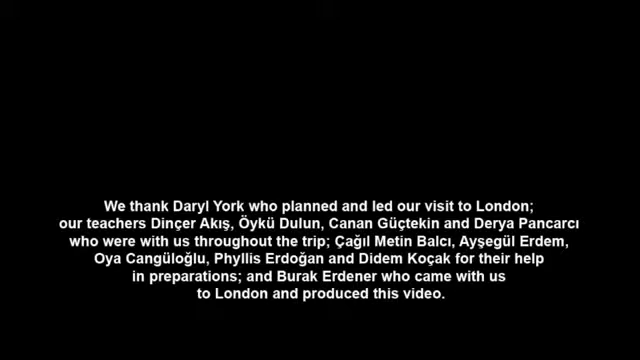 We thank Daryl York who planned and led our visit to London;
our teachers Dinçer Akış, Öykü Dulun, Canan Güçtekin and Derya Pancarcı
who were with us throughout the trip; Çağıl Metin Balcı, Ayşegül Erdem,
Oya Cangüloğlu, Phyllis Erdoğan and Didem Koçak for their help
in preparations; and Burak Erdener who came with us
to London and produced this video.